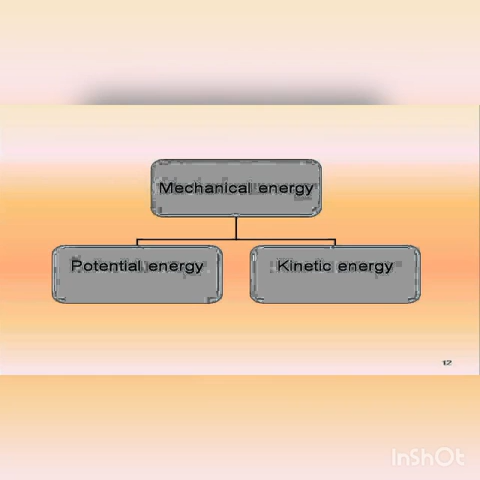 Mechanical energy
Potential energy
Kinetic energy
12
InShOt